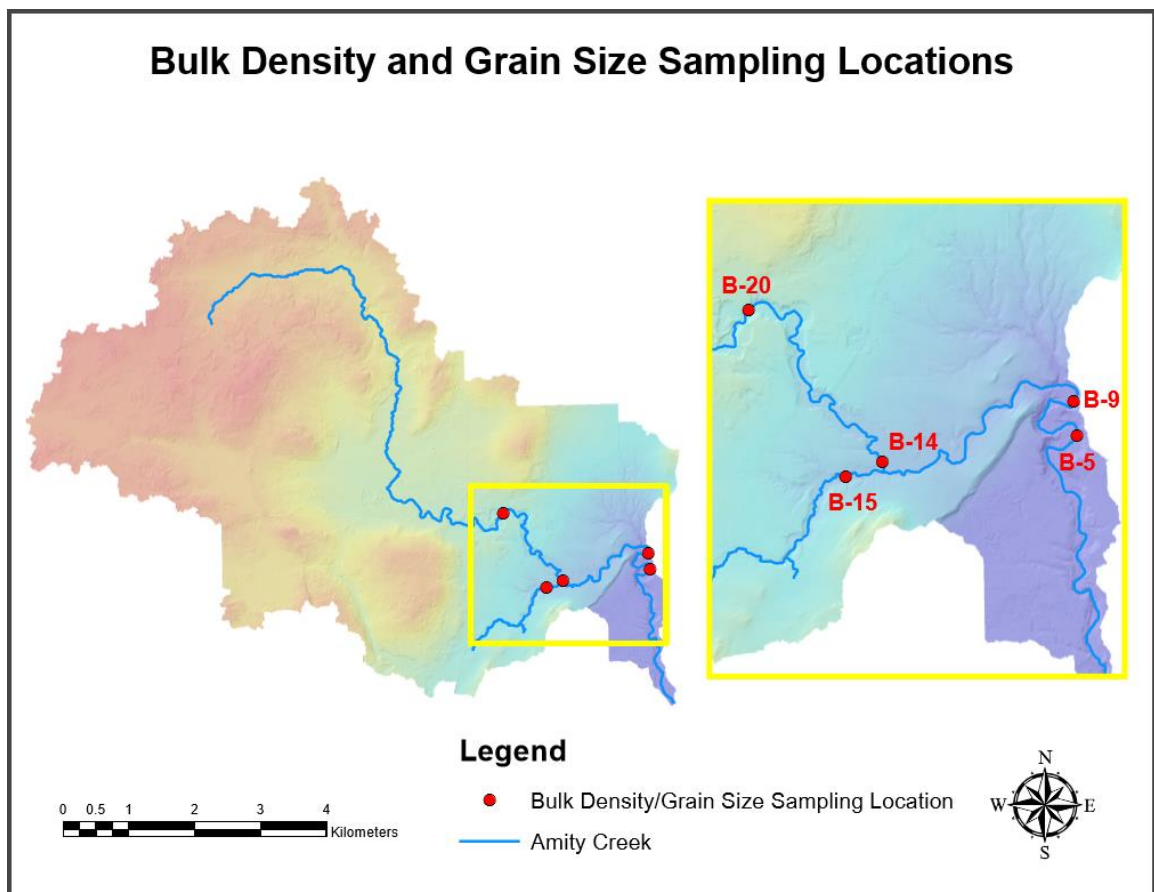 Bulk Density and Grain Size Sampling Locations
B-20
B-9
B-14
B-5
B-15
Legend
Bulk Density/Grain Size Sampling Location
Amity Creek
0 0.5 1 2 3 4
Kilometers
N
W E
S